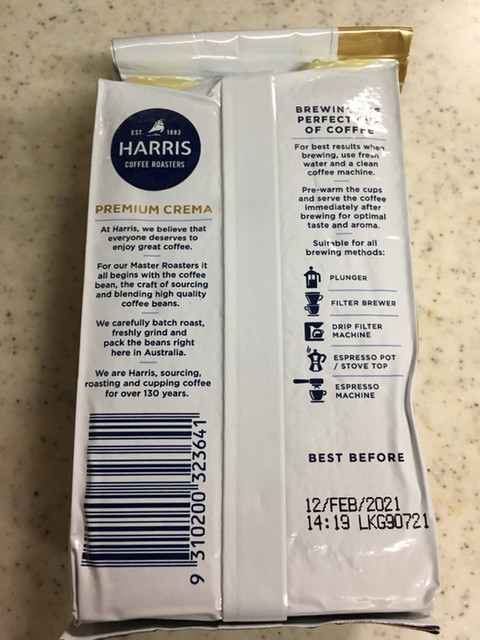 EST. 1883
HARRIS
COFFEE ROASTERS
PREMIUM CREMA
At Harris, we believe that
everyone deserves to
enjoy great coffee.
For our Master Roasters it
all begins with the coffee
bean, the craft of sourcing
and blending high quality
coffee beans.
We carefully batch roast,
freshly grind and
pack the beans right
here in Australia.
We are Harris, sourcing,
roasting and cupping coffee
for over 130 years.
9 310200 323641
BREWING THE
PERFECT CUP
OF COFFEE
For best results when
brewing, use fresh
water and a clean
coffee machine.
Pre-warm the cups
and serve the coffee
immediately after
brewing for optimal
taste and aroma.
Suitable for all
brewing methods:
PLUNGER
FILTER BREWER
DRIP FILTER
MACHINE
ESPRESSO POT
/ STOVE TOP
ESPRESSO
MACHINE
BEST BEFORE
12/FEB/2021
14:19 LKG90721